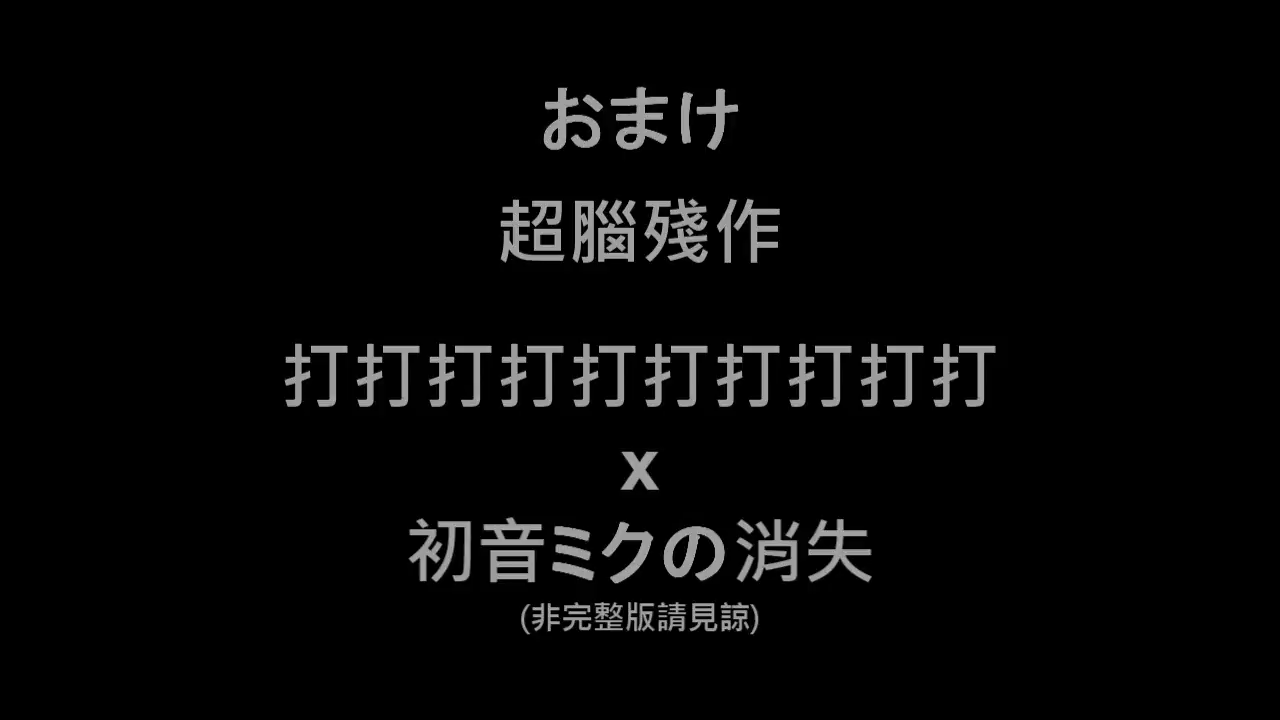 おまけ
超腦殘作
打打打打打打打打打打
x
初音ミクの消失
(非完整版請見諒)